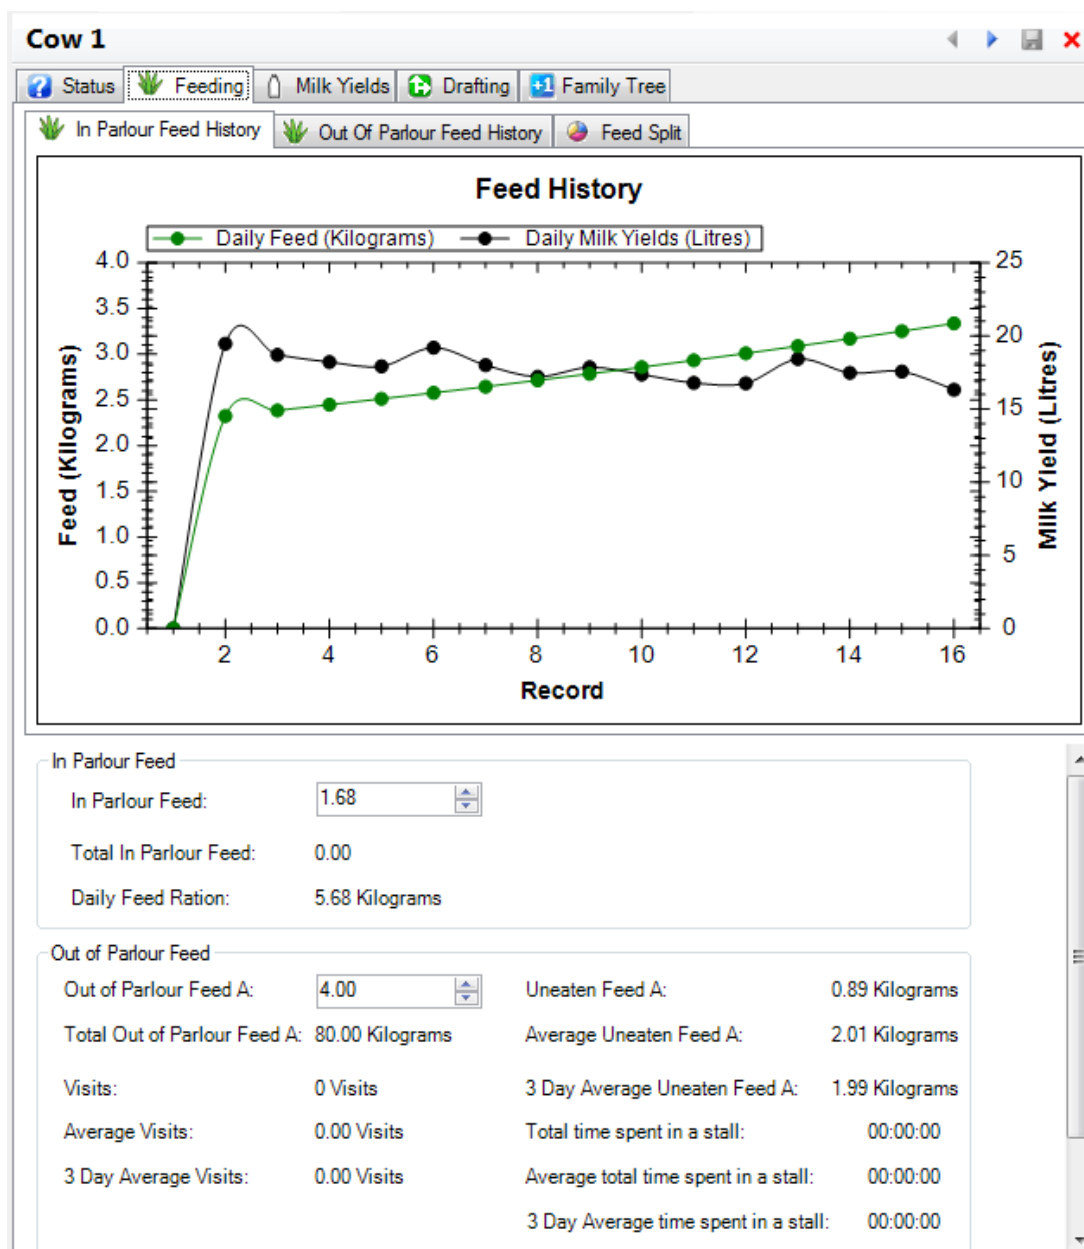 Cow 1
Status Feeding Milk Yields Drafting +1 Family Tree
In Parlour Feed History Out Of Parlour Feed History Feed Split
Feed History
Daily Feed (Kilograms) Daily Milk Yields (Litres)
4.0 25
3.5
20
3.0
2.5
15
2.0
1.5 10
1.0
5
0.5
0.0 0
Feed (Kilograms)
Milk Yield (Litres)
2 4 6 8 10 12 14 16
Record
In Parlour Feed
In Parlour Feed: 1.68
Total In Parlour Feed: 0.00
Daily Feed Ration: 5.68 Kilograms
Out of Parlour Feed
Out of Parlour Feed A: 4.00 Uneaten Feed A: 0.89 Kilograms
Total Out of Parlour Feed A: 80.00 Kilograms Average Uneaten Feed A: 2.01 Kilograms
Visits: 0 Visits 3 Day Average Uneaten Feed A: 1.99 Kilograms
Average Visits: 0.00 Visits Total time spent in a stall: 00:00:00
3 Day Average Visits: 0.00 Visits Average total time spent in a stall: 00:00:00
3 Day Average time spent in a stall: 00:00:00